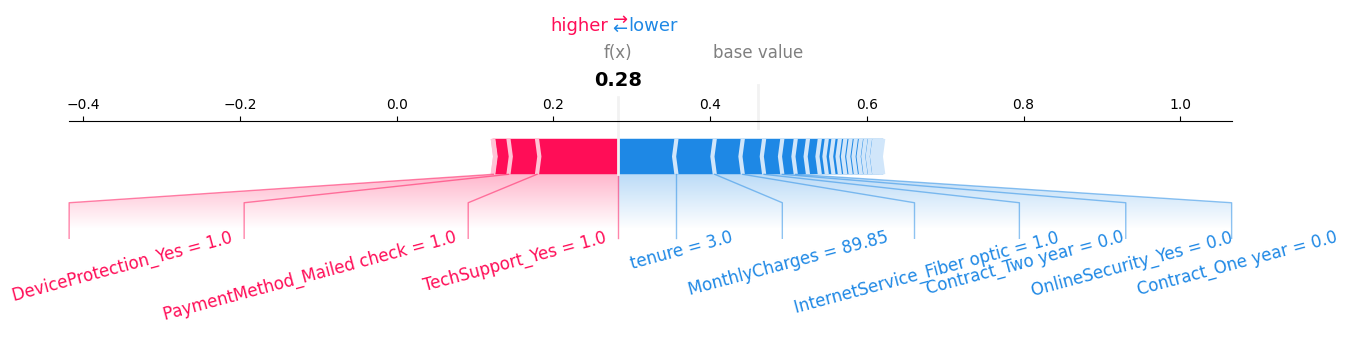 higher ⇄ lower
f(x)
base value
0.28
−0.4 −0.2 0.0 0.2 0.4 0.6 0.8 1.0
DeviceProtection_Yes = 1.0
PaymentMethod_Mailed check = 1.0
TechSupport_Yes = 1.0
tenure = 3.0
MonthlyCharges = 89.85
InternetService_Fiber optic = 1.0
Contract_Two year = 0.0
OnlineSecurity_Yes = 0.0
Contract_One year = 0.0